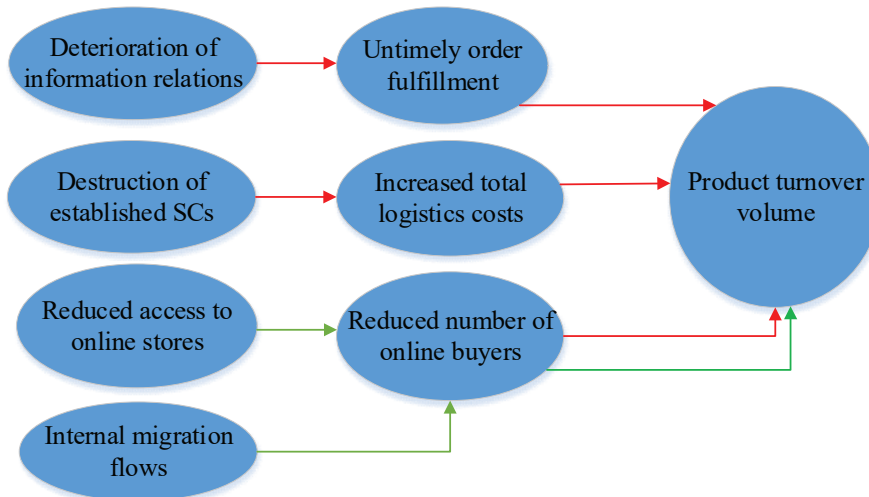 Deterioration of
information relations
Untimely order
fulfillment
Destruction of
established SCs
Increased total
logistics costs
Product turnover
volume
Reduced access to
online stores
Reduced number of
online buyers
Internal migration
flows